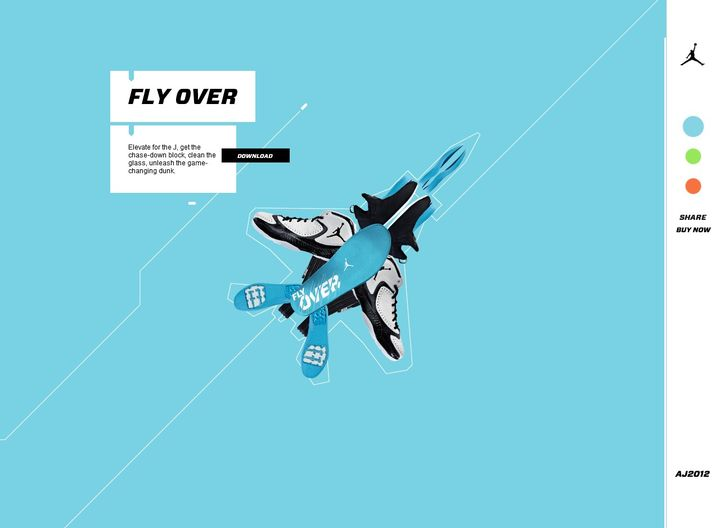 FLY OVER
Elevate for the J, get the
chase-down block, clean the
glass, unleash the game-
changing dunk.
DOWNLOAD
FLY
OVER
SHARE
BUY NOW
AJ2012